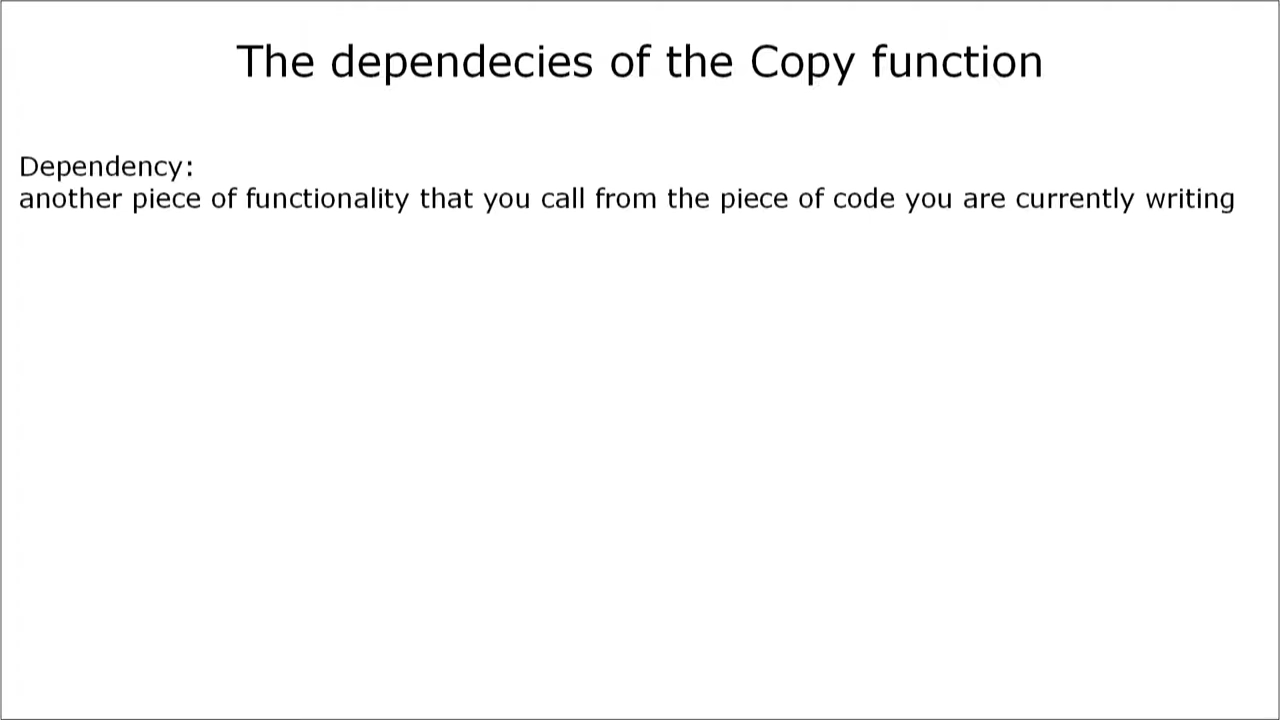 The dependecies of the Copy function
Dependency:
another piece of functionality that you call from the piece of code you are currently writing